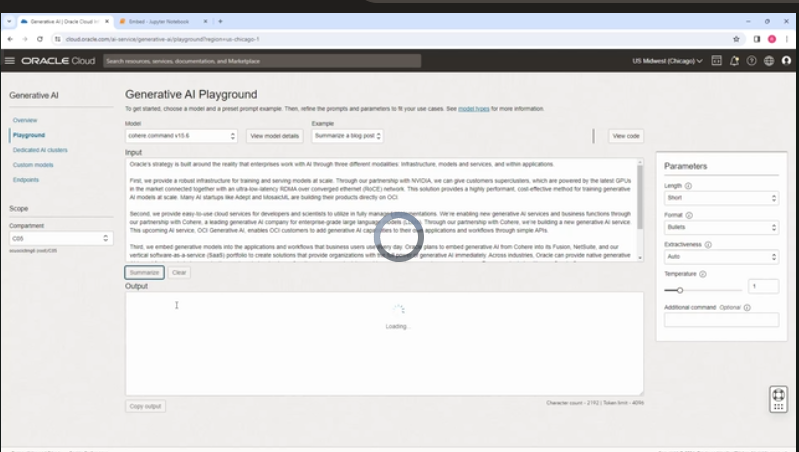 Generative AI | Oracle Cloud In
Embed - Jupyter Notebook
cloud.oracle.com/ai-service/generative-ai/playground?region=us-chicago-1
ORACLE Cloud
Search resources, services, documentation, and Marketplace
US Midwest (Chicago)
Generative AI
Overview
Playground
Dedicated AI clusters
Custom models
Endpoints
Scope
Compartment
C05
Generative AI Playground
To get started, choose a model and a preset prompt example. Then, refine the prompts and parameters to fit your use cases. See model types for more information.
Model
cohere.command v15.6
View model details
Example
Summarize a blog post
View code
Input
Oracle's strategy is built around the reality that enterprises work with AI through three different modalities: Infrastructure, models and services, and within applications.
First, we provide a robust infrastructure for training and serving models at scale. Through our partnership with NVIDIA, we can give customers superclusters, which are powered by the latest GPUs
in the market connected together with an ultra-low-latency RDMA over converged ethernet (RoCE) network. This solution provides a highly performant, cost-effective method for training generative
AI models at scale. Many AI startups like Adept and MosaicML are building their products directly on OCI.
Second, we provide easy-to-use cloud services for developers and scientists to utilize in fully manag ementations. We're enabling new generative AI services and business functions through
our partnership with Cohere, a leading generative AI company for enterprise-grade large language models Through our partnership with Cohere, we're building a new generative AI service
This upcoming AI service, OCI Generative AI, enables OCI customers to add generative AI cap to their applications and workflows through simple APIs.
Third, we embed generative models into the applications and workflows that business users use every day. Oracle plans to embed generative AI from Cohere into its Fusion, NetSuite, and our
vertical software-as-a-service (SaaS) portfolio to create solutions that provide organizations with the full power of generative AI immediately. Across industries, Oracle can provide native generative
Summarize
Clear
Output
Loading...
Copy output
Character count - 2192 | Token limit - 4096
Parameters
Length
Short
Format
Bullets
Extractiveness
Auto
Temperature
1
Additional command Optional